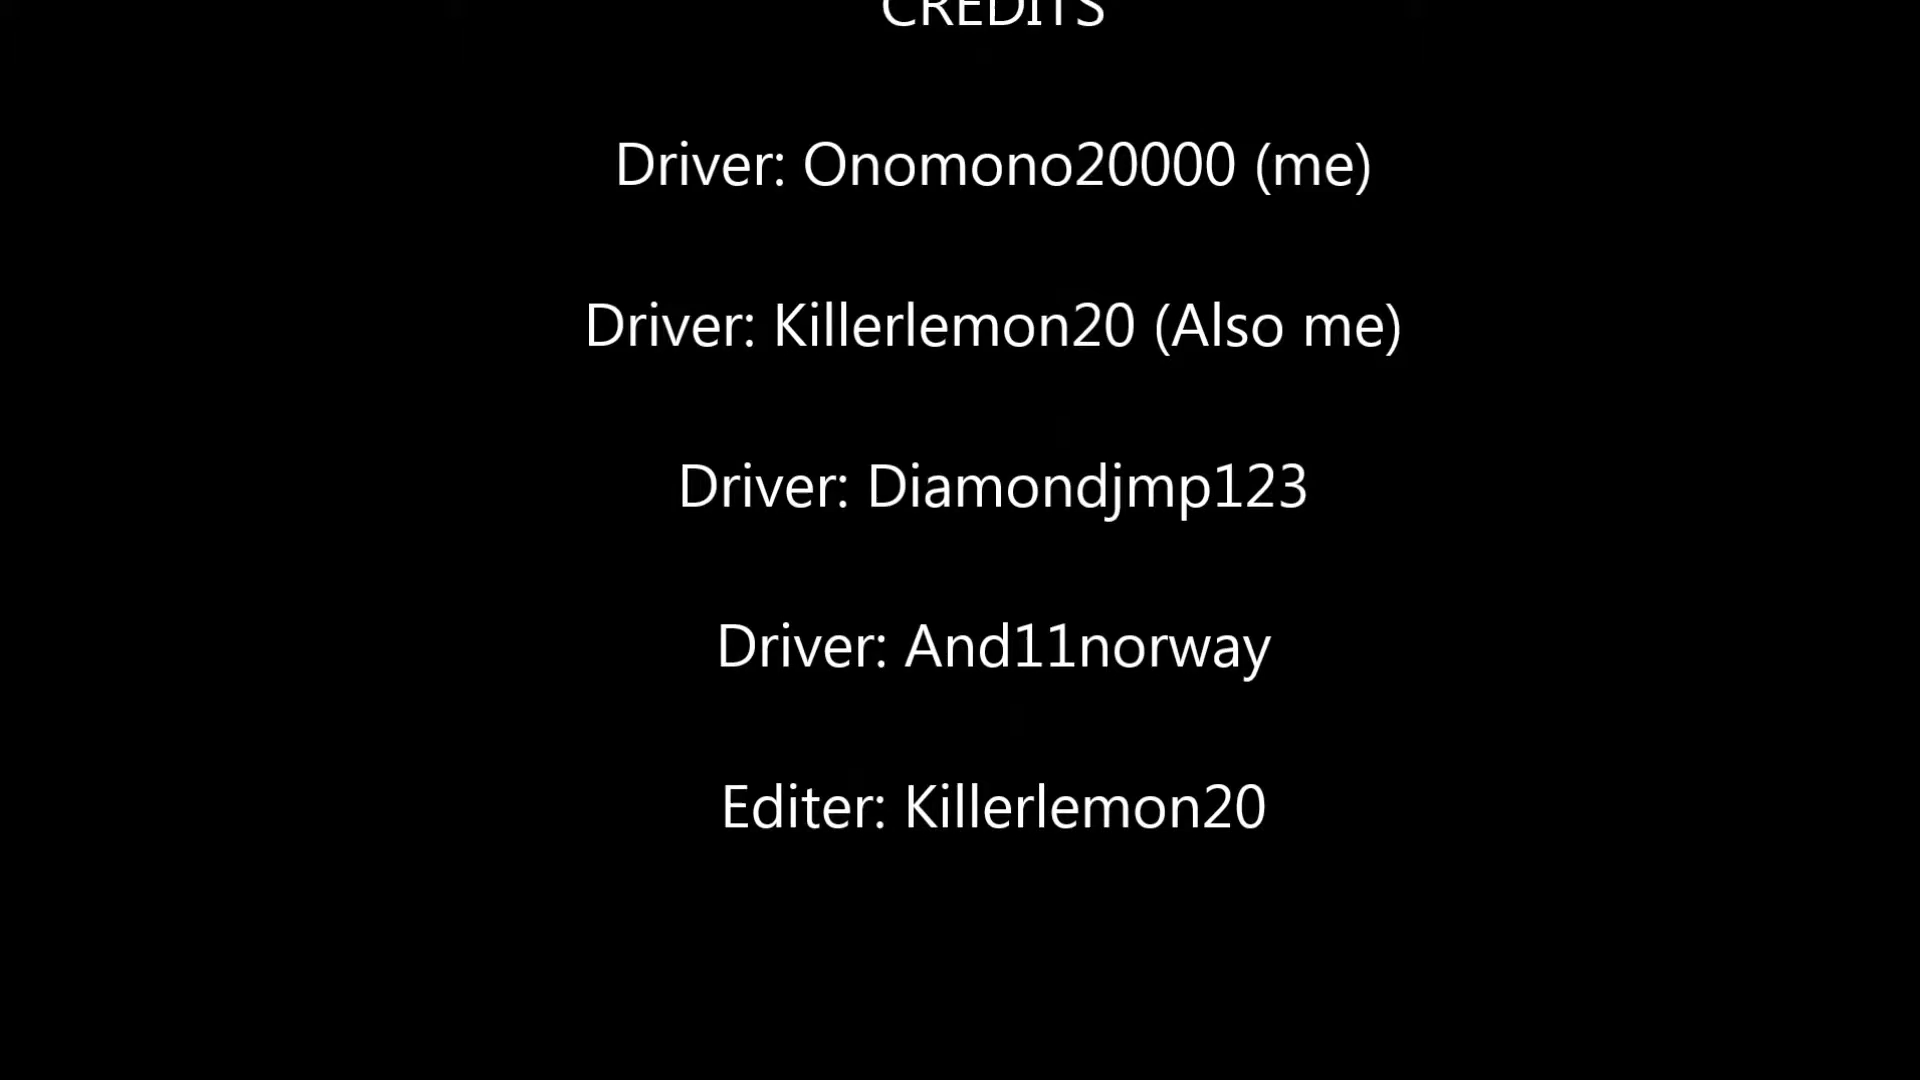 CREDITS
Driver: Onomono20000 (me)
Driver: Killerlemon20 (Also me)
Driver: Diamondjmp123
Driver: And11norway
Editer: Killerlemon20